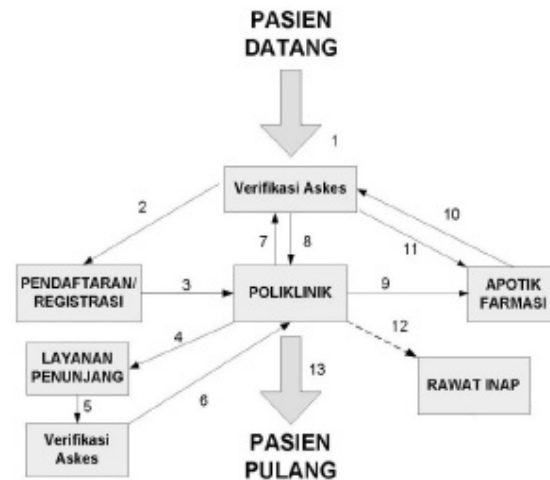 PASIEN
DATANG
1
Verifikasi Askes
2
10
7
8
11
PENDAFTARAN/
REGISTRASI
3
POLIKLINIK
9
APOTIK
FARMASI
4
12
LAYANAN
PENUNJANG
13
5
6
RAWAT INAP
Verifikasi
Askes
PASIEN
PULANG